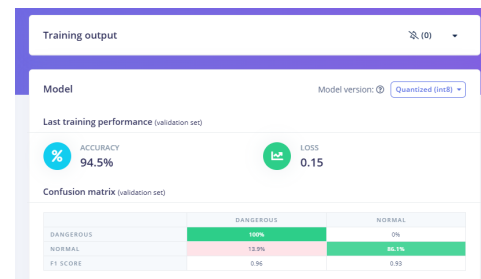 Training output (0)
Model Model version: Quantized (int8)
Last training performance (validation set)
% ACCURACY LOSS
94.5% 0.15
Confusion matrix (validation set)
DANGEROUS NORMAL
DANGEROUS 100% 0%
NORMAL 13.9% 86.1%
F1 SCORE 0.96 0.93